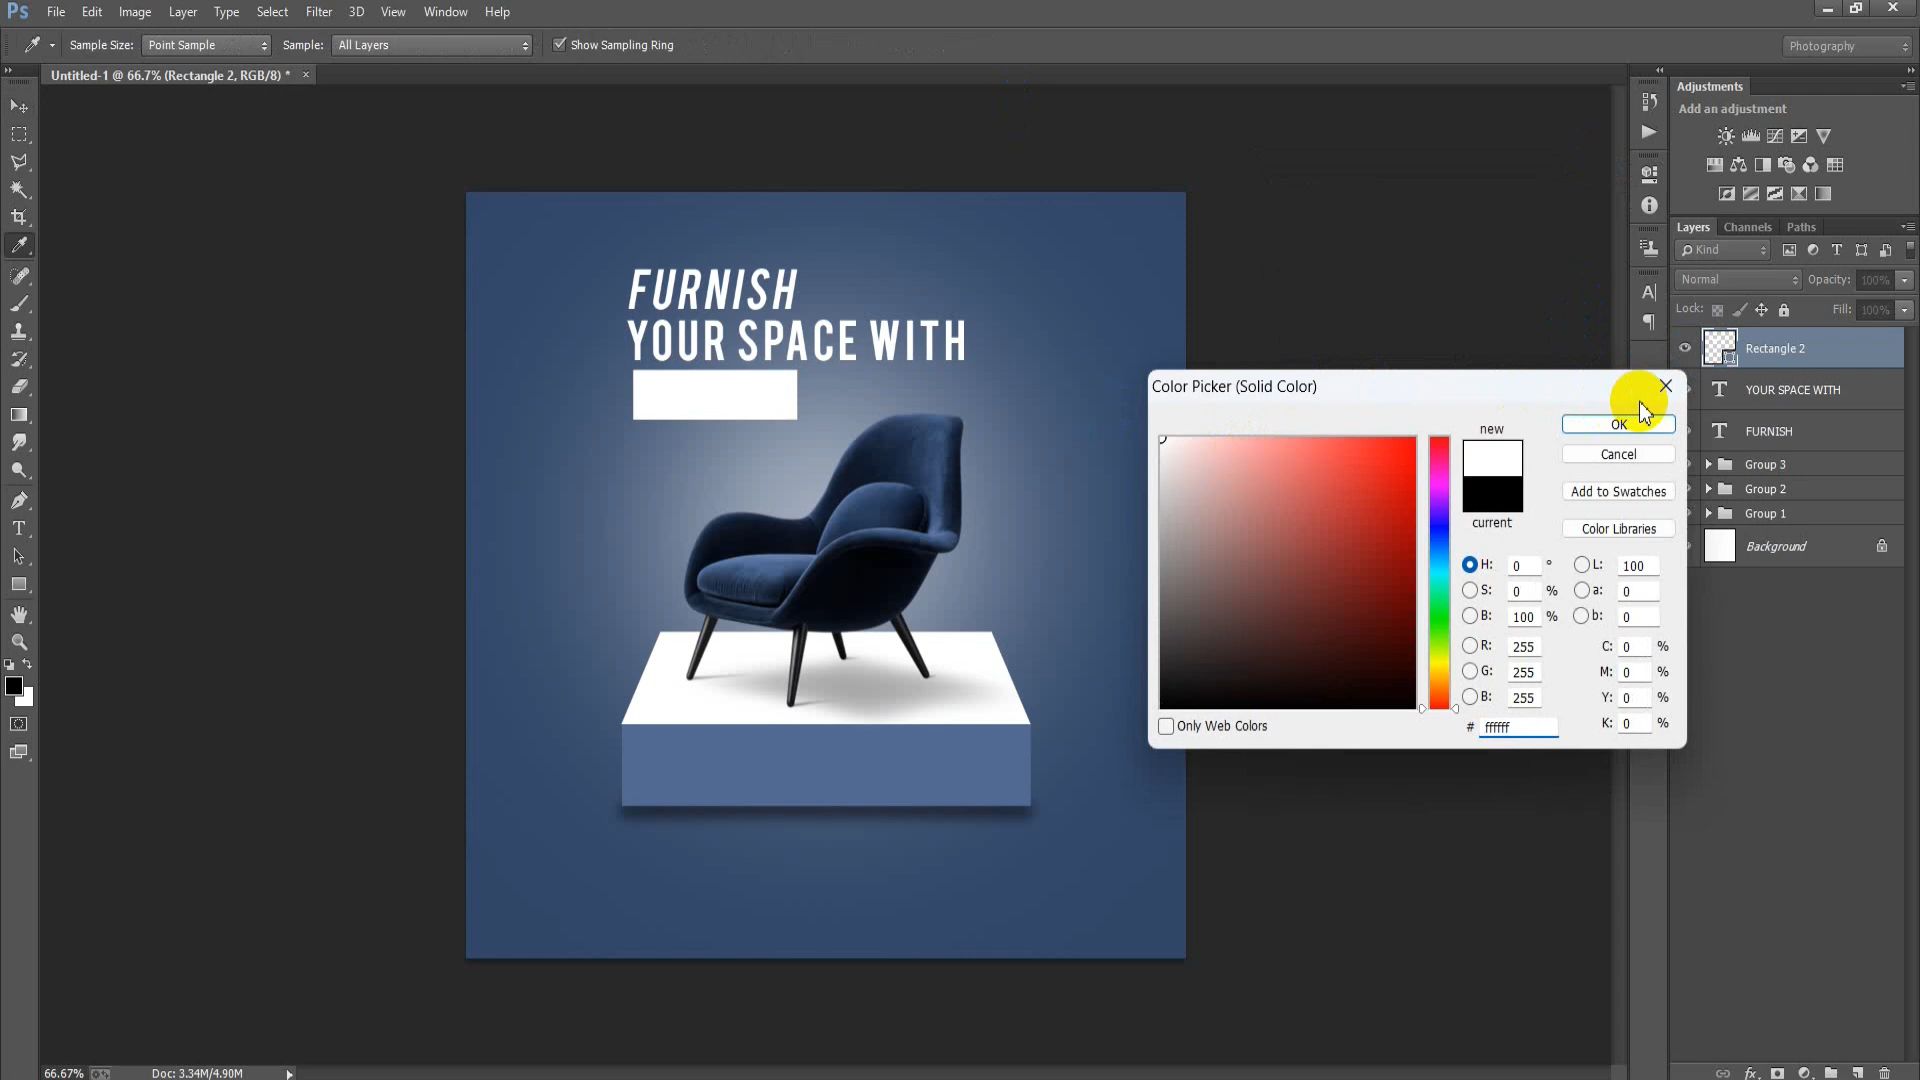 Ps File Edit Image Layer Type Select Filter 3D View Window Help
Sample Size: Point Sample Sample: All Layers Show Sampling Ring Photography
Untitled-1 @ 66.7% (Rectangle 2, RGB/8) * ×
Adjustments
Add an adjustment
Layers Channels Paths
Kind
Normal Opacity: 100%
Lock: Fill: 100%
Rectangle 2
YOUR SPACE WITH
FURNISH
Group 3
Group 2
Group 1
Background
FURNISH
YOUR SPACE WITH
Color Picker (Solid Color)
new
current
OK
Cancel
Add to Swatches
Color Libraries
H: 0 ° L: 100
S: 0 % a: 0
B: 100 % b: 0
R: 255 C: 0 %
G: 255 M: 0 %
B: 255 Y: 0 %
# ffffff K: 0 %
Only Web Colors
66.67% Doc: 3.34M/4.90M